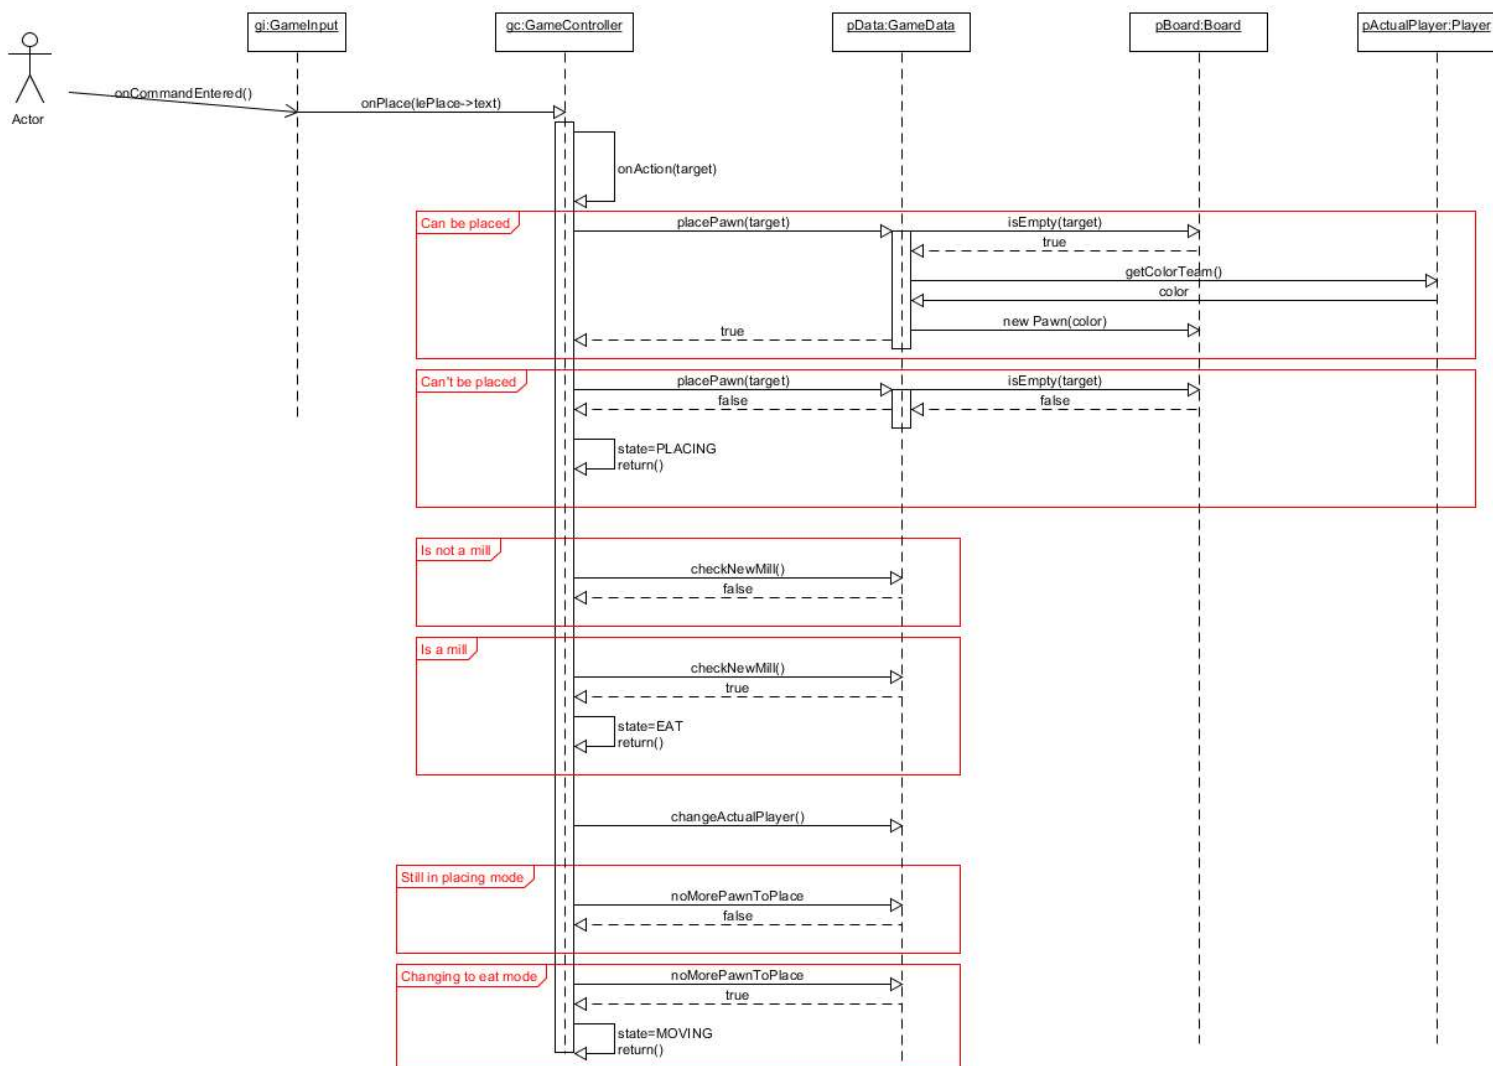 gi:GameInput
gc:GameController
pData:GameData
pBoard:Board
pActualPlayer:Player
Actor
onCommandEntered()
onPlace(lePlace->text)
onAction(target)
Can be placed
placePawn(target)
isEmpty(target)
true
getColorTeam()
color
new Pawn(color)
true
Can't be placed
placePawn(target)
isEmpty(target)
false
false
state=PLACING
return()
Is not a mill
checkNewMill()
false
Is a mill
checkNewMill()
true
state=EAT
return()
changeActualPlayer()
Still in placing mode
noMorePawnToPlace
false
Changing to eat mode
noMorePawnToPlace
true
state=MOVING
return()